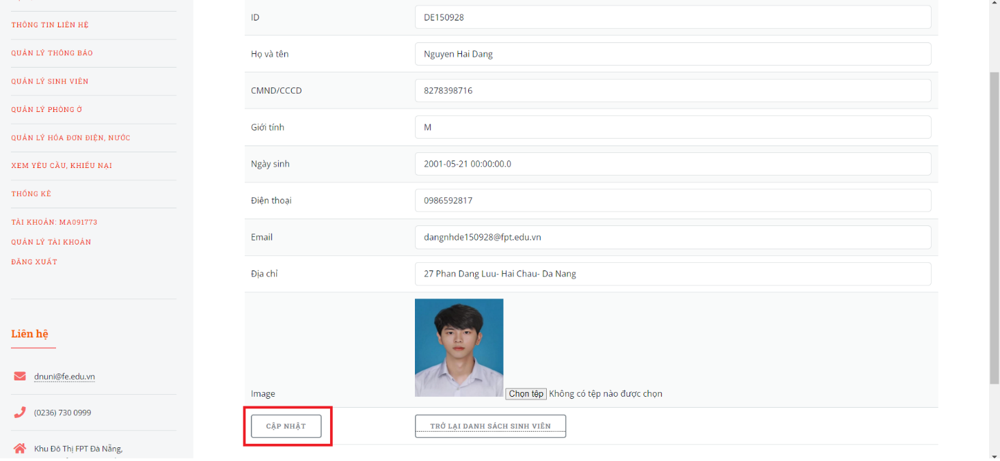 THÔNG TIN LIÊN HỆ
QUẢN LÝ THÔNG BÁO
QUẢN LÝ SINH VIÊN
QUẢN LÝ PHÒNG Ở
QUẢN LÝ HÓA ĐƠN ĐIỆN, NƯỚC
XEM YÊU CẦU, KHIẾU NẠI
THỐNG KÊ
TÀI KHOẢN: MA091773
QUẢN LÝ TÀI KHOẢN
ĐĂNG XUẤT
Liên hệ
dnuni@fe.edu.vn
(0236) 730 0999
Khu Đô Thị FPT Đà Nẵng,
ID DE150928
Họ và tên Nguyen Hai Dang
CMND/CCCD 8278398716
Giới tính M
Ngày sinh 2001-05-21 00:00:00.0
Điện thoại 0986592817
Email dangnhde150928@fpt.edu.vn
Địa chỉ 27 Phan Dang Luu- Hai Chau- Da Nang
Image Chọn tệp Không có tệp nào được chọn
CẬP NHẬT TRỞ LẠI DANH SÁCH SINH VIÊN